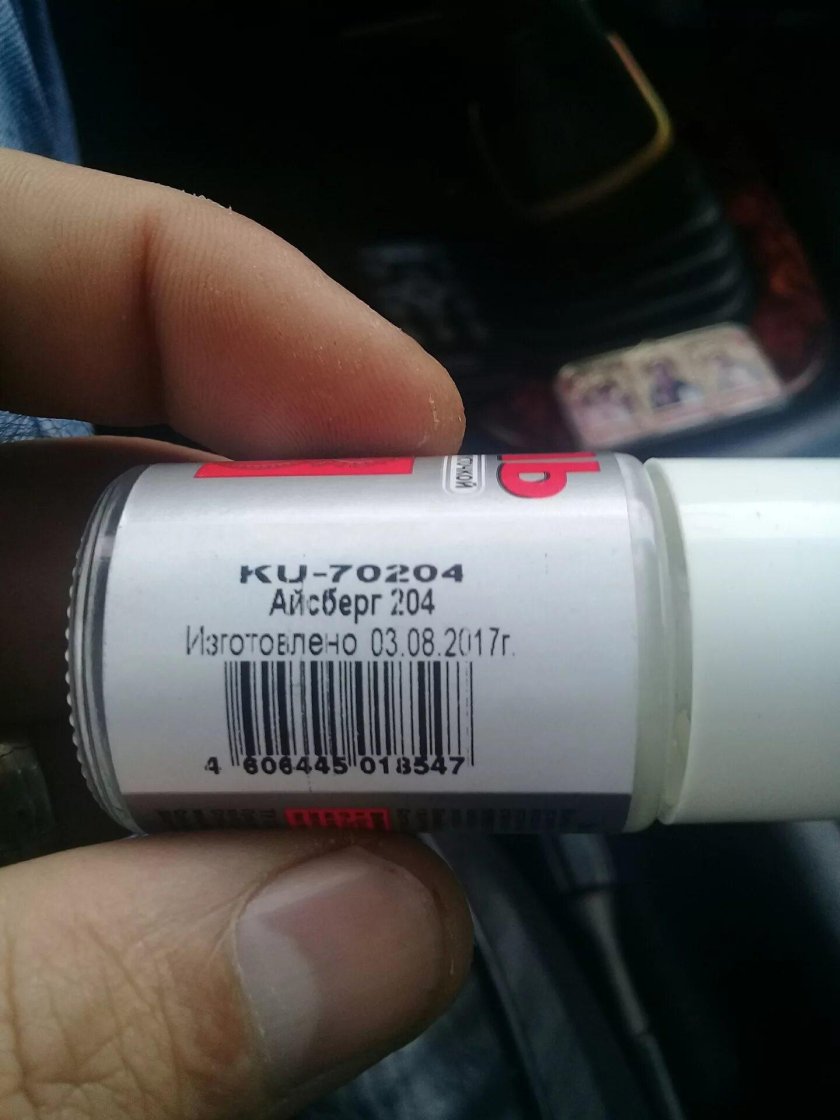 KU-70204
Айсберг 204
Изготовлено 03.08.2017г.
4 606445 018547